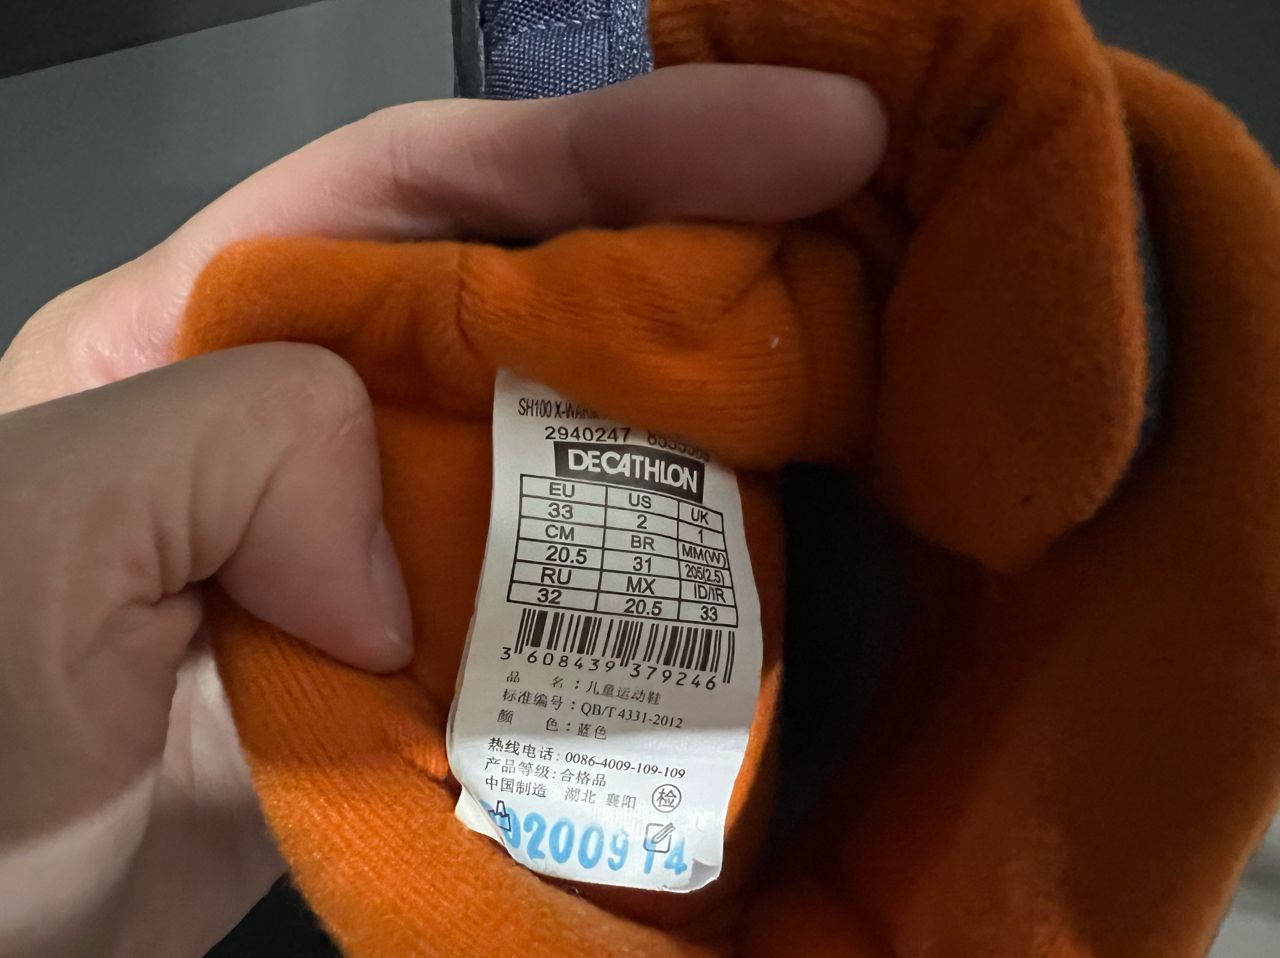 SH100 X-WARM
2940247
DECATHLON
EU US UK
33 2 1
CM BR MM(W)
20.5 31 205(2.5)
RU MX ID/IR
32 20.5 33
3 608439 379246
品 名：儿童运动鞋
标准编号：QB/T 4331-2012
颜 色：蓝色
热线电话：0086-4009-109-109
产品等级：合格品
中国制造 湖北 襄阳 检